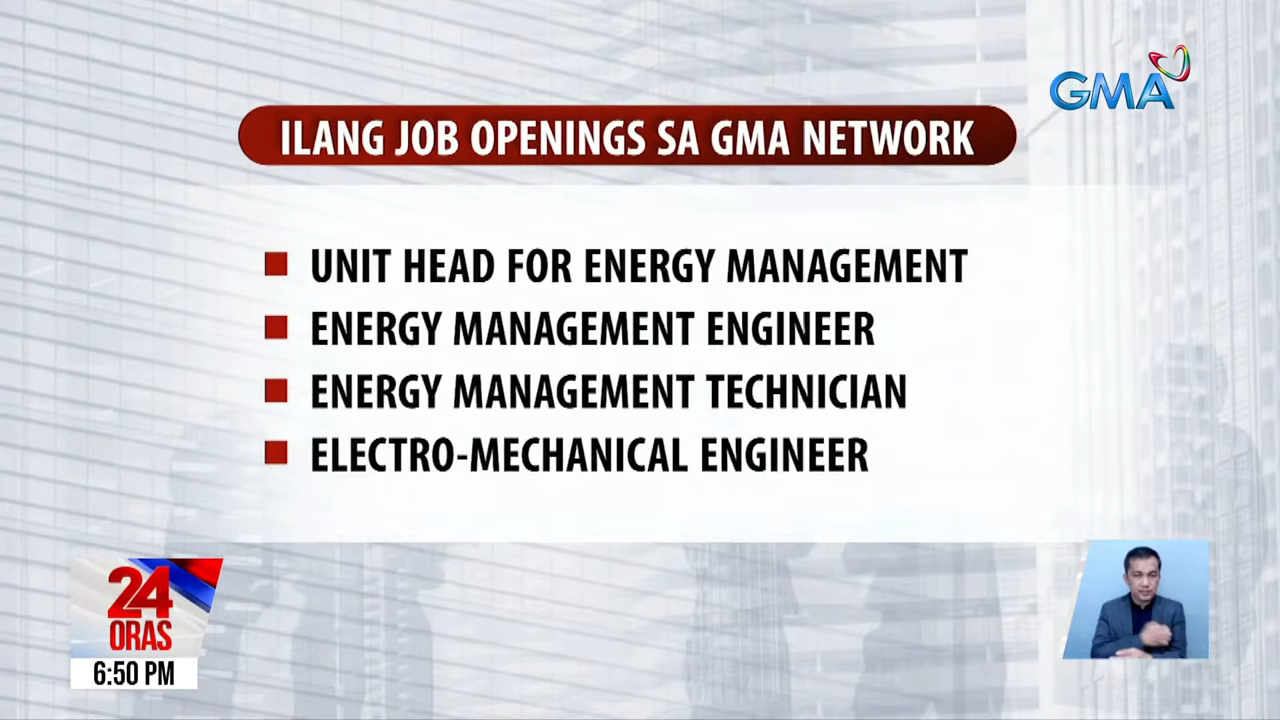 GMA
ILANG JOB OPENINGS SA GMA NETWORK
UNIT HEAD FOR ENERGY MANAGEMENT
ENERGY MANAGEMENT ENGINEER
ENERGY MANAGEMENT TECHNICIAN
ELECTRO-MECHANICAL ENGINEER
24
ORAS
6:50 PM